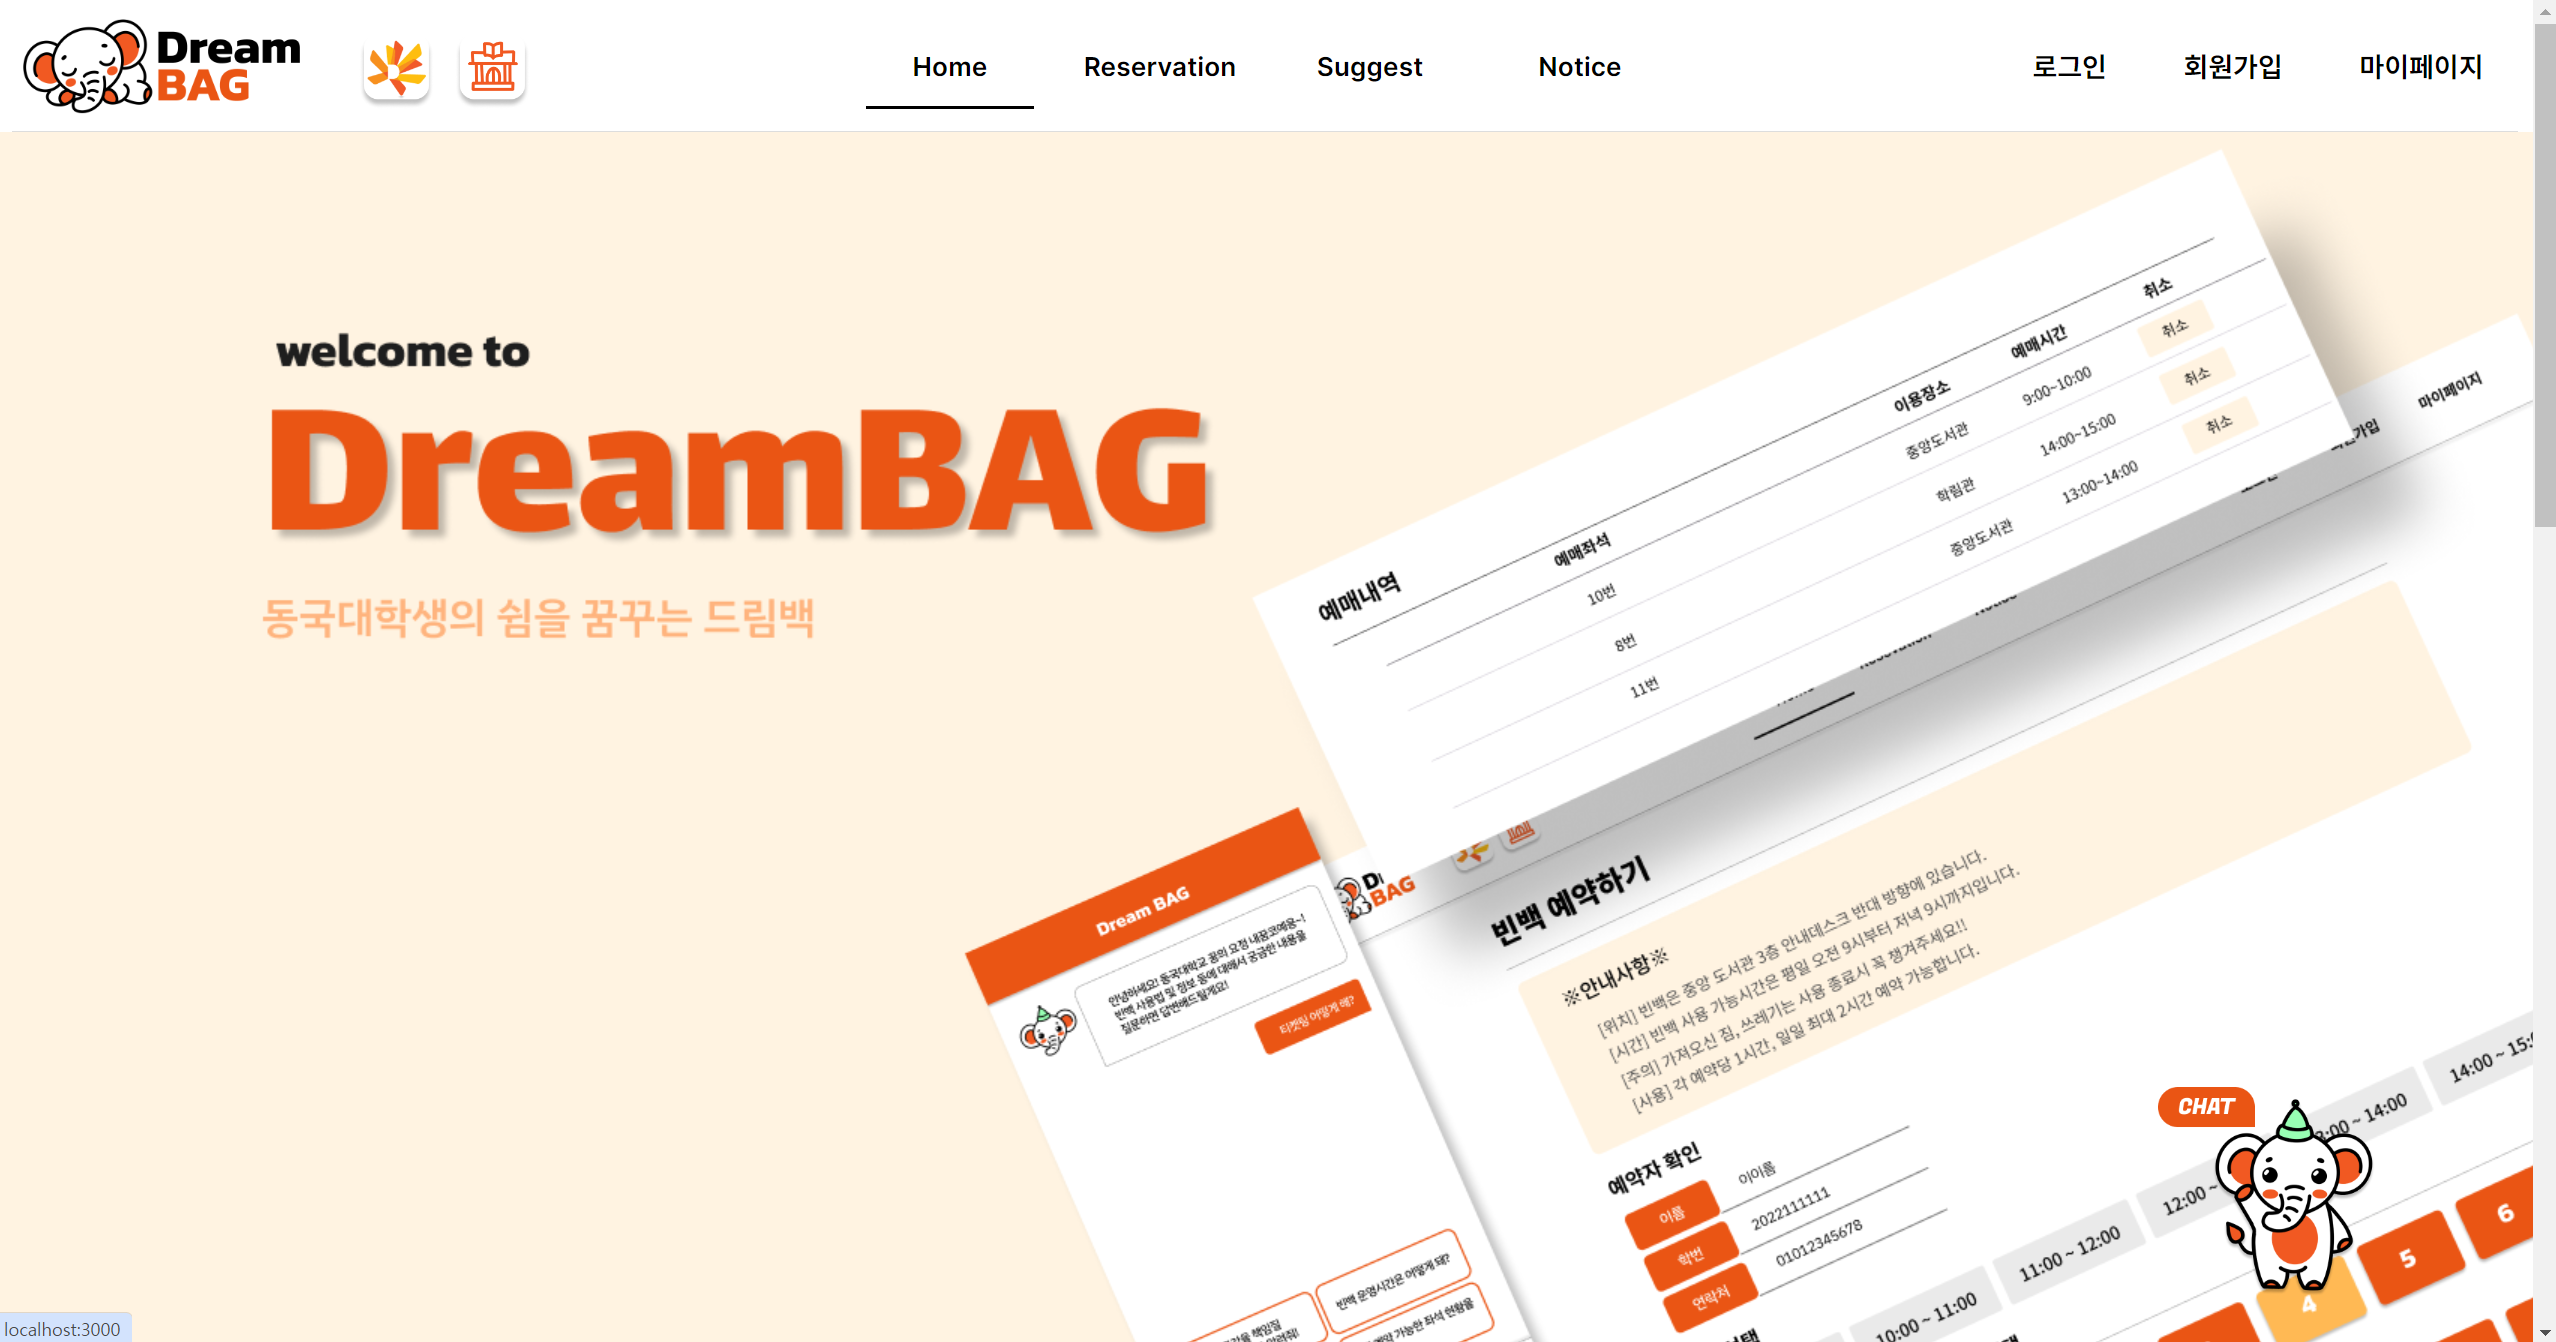 Dream
BAG
Home
Reservation
Suggest
Notice
로그인
회원가입
마이페이지
welcome to
DreamBAG
동국대학생의 쉼을 꿈꾸는 드림백
예매내역
예매좌석
이용장소
예매시간
취소
10번
중앙도서관
9:00~10:00
취소
8번
학림관
14:00~15:00
취소
11번
중앙도서관
13:00~14:00
취소
마이페이지
BAG
빈백 예약하기
※안내사항※
[위치] 빈백은 중앙 도서관 3층 안내데스크 반대 방향에 있습니다.
[시간] 빈백 사용 가능시간은 평일 오전 9시부터 저녁 9시까지입니다.
[주의] 가져오신 짐, 쓰레기는 사용 종료시 꼭 챙겨주세요!!
[사용] 각 예약당 1시간, 일일 최대 2시간 예약 가능합니다.
예약자 확인
이름
이이름
학번
2022111111
연락처
01012345678
10:00 ~ 11:00
11:00 ~ 12:00
12:00 ~
14:00
14:00 ~
4
5
6
Dream BAG
안녕하세요! 동국대학교 꿈의 요정 내꿈코예용~!
빈백 사용법 및 정보 등에 대해서 궁금한 내용을
질문하면 답변해드릴게요!
티켓팅 어떻게 해?
빈백 운영시간은 어떻게 돼?
가능한 좌석 현황을
CHAT
localhost:3000